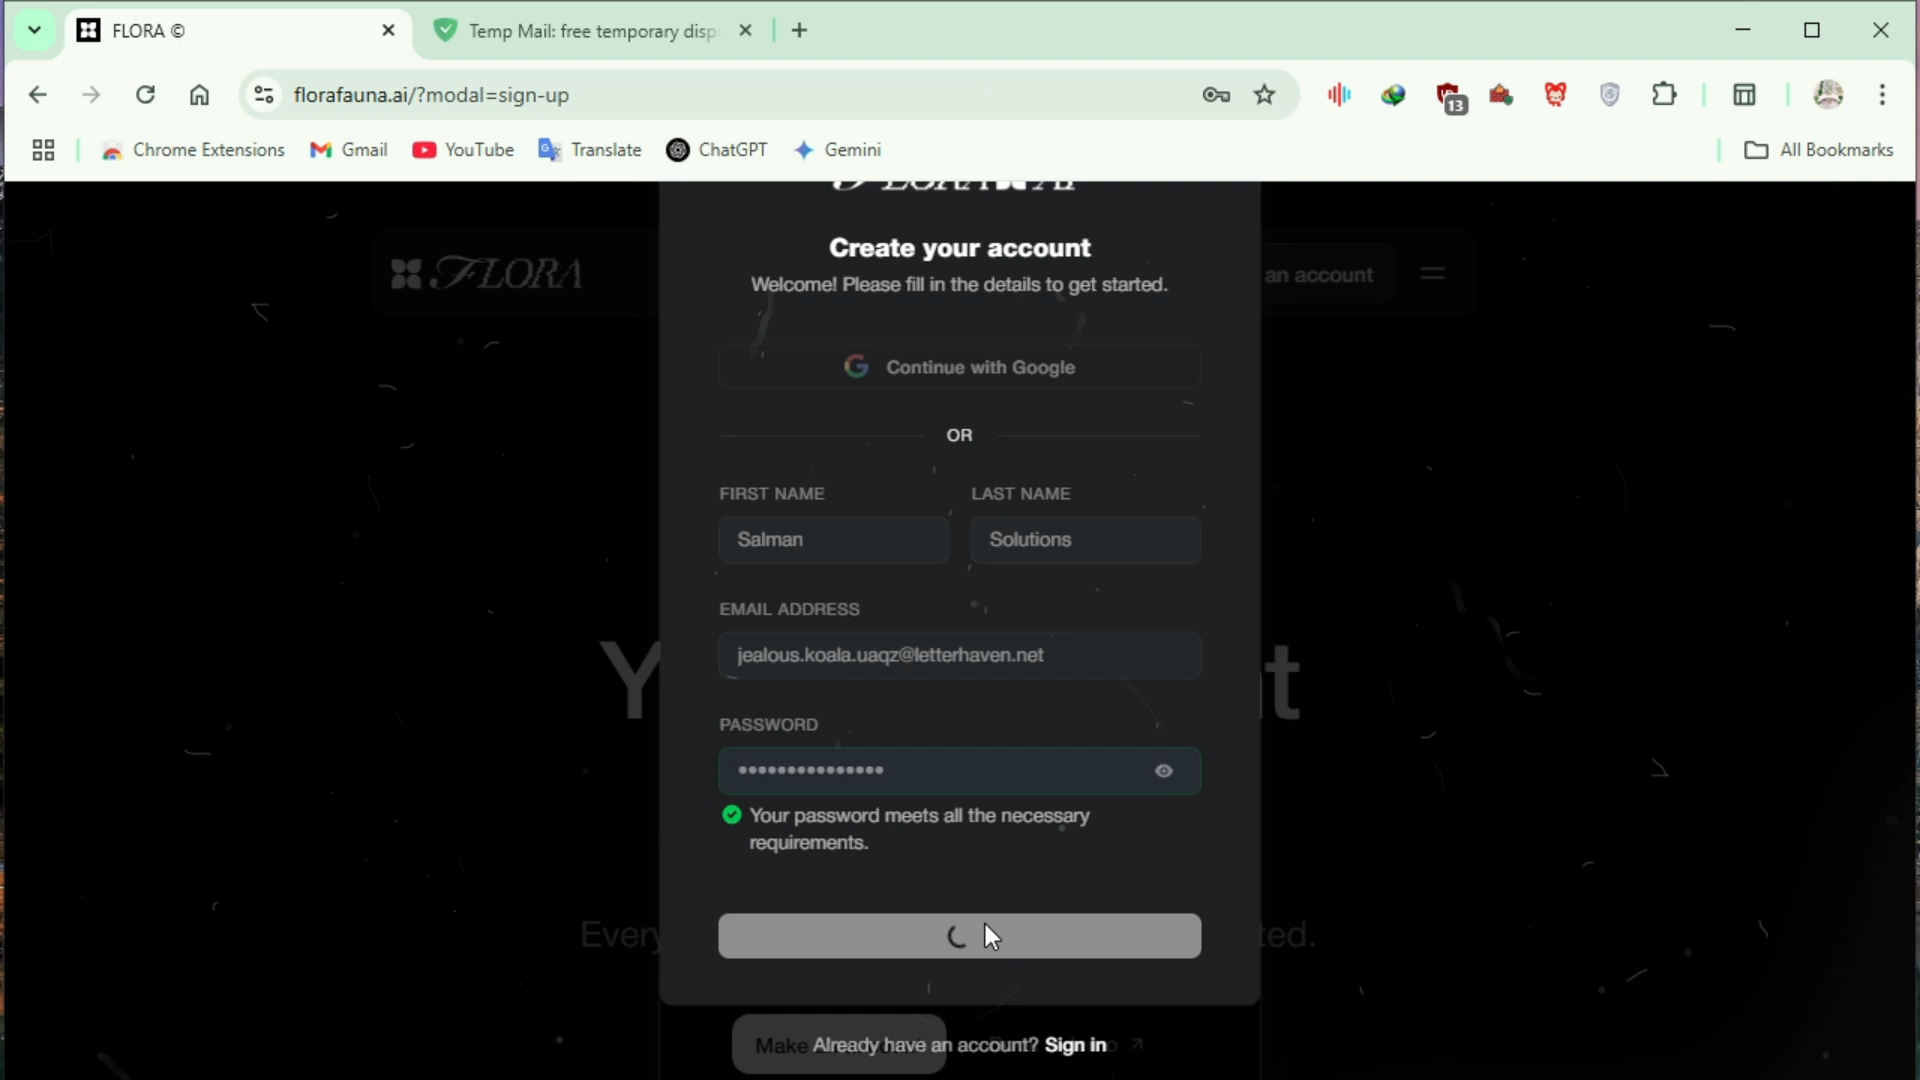 FLORA ©
Temp Mail: free temporary disp
florafauna.ai/?modal=sign-up
13
Chrome Extensions
Gmail
YouTube
Translate
ChatGPT
Gemini
All Bookmarks
FLORA AI
Create your account
Welcome! Please fill in the details to get started.
FLORA
an account
Continue with Google
OR
FIRST NAME
LAST NAME
Salman
Solutions
EMAIL ADDRESS
jealous.koala.uaqz@letterhaven.net
PASSWORD
•••••••••••••••
Your password meets all the necessary
requirements.
Already have an account? Sign in
Make